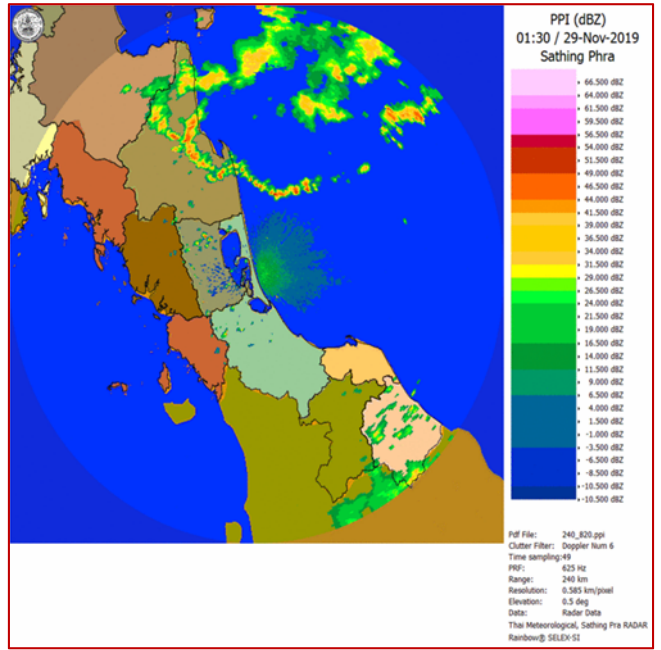 PPI (dBZ)
01:30 / 29-Nov-2019
Sathing Phra
66.500 dBZ
64.000 dBZ
61.500 dBZ
59.500 dBZ
56.500 dBZ
54.000 dBZ
51.500 dBZ
49.000 dBZ
46.500 dBZ
44.000 dBZ
41.500 dBZ
39.000 dBZ
36.500 dBZ
34.000 dBZ
31.500 dBZ
29.000 dBZ
26.500 dBZ
24.000 dBZ
21.500 dBZ
19.000 dBZ
16.500 dBZ
14.000 dBZ
11.500 dBZ
9.000 dBZ
6.500 dBZ
4.000 dBZ
1.500 dBZ
-1.000 dBZ
-3.500 dBZ
-6.500 dBZ
-8.500 dBZ
-10.500 dBZ
-10.500 dBZ
Pdf File: 240_820.ppi
Clutter Filter: Doppler Num 6
Time sampling:49
PRF: 625 Hz
Range: 240 km
Resolution: 0.585 km/pixel
Elevation: 0.5 deg
Data: Radar Data
Thai Meteorological, Sathing Pra RADAR
Rainbow® SELEX-SI